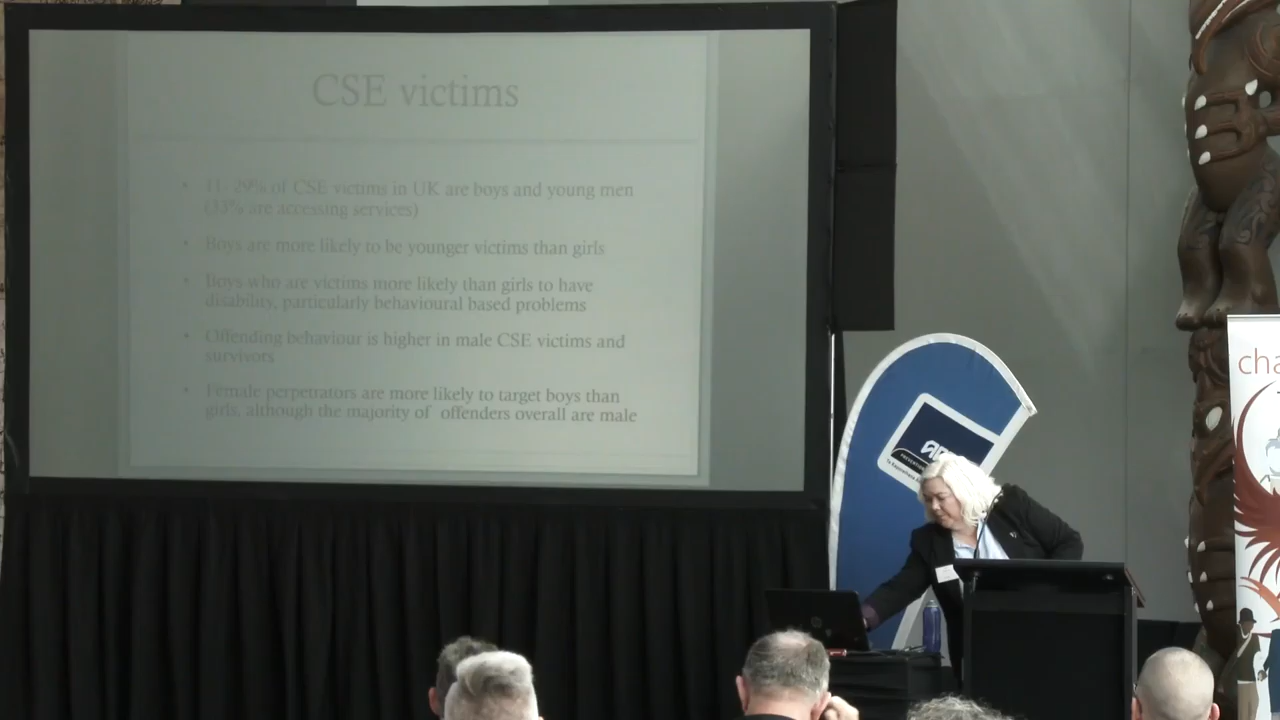 CSE victims
• 11-29% of CSE victims in UK are boys and young men
(33% are accessing services)
• Boys are more likely to be younger victims than girls
• Boys who are victims more likely than girls to have
disability, particularly behavioural based problems
• Offending behaviour is higher in male CSE victims and
survivors
• Female perpetrators are more likely to target boys than
girls, although the majority of offenders overall are male
cha